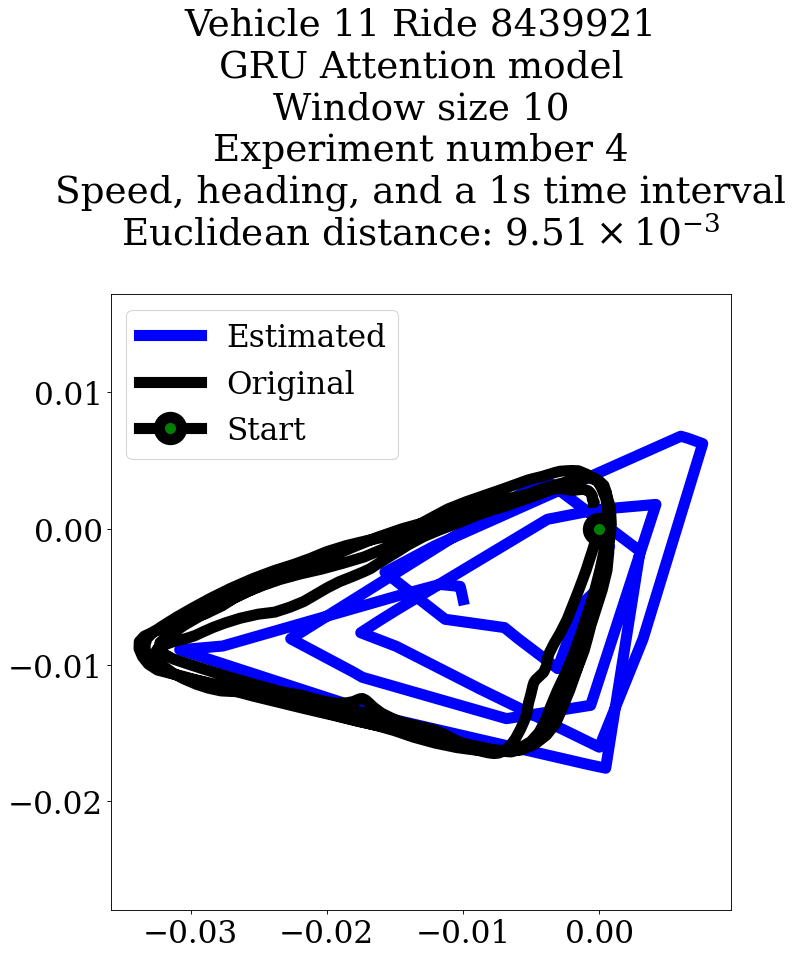 Vehicle 11 Ride 8439921
GRU Attention model
Window size 10
Experiment number 4
Speed, heading, and a 1s time interval
Euclidean distance: 9.51 × 10⁻³
Estimated
Original
Start
0.01
0.00
−0.01
−0.02
−0.03 −0.02 −0.01 0.00